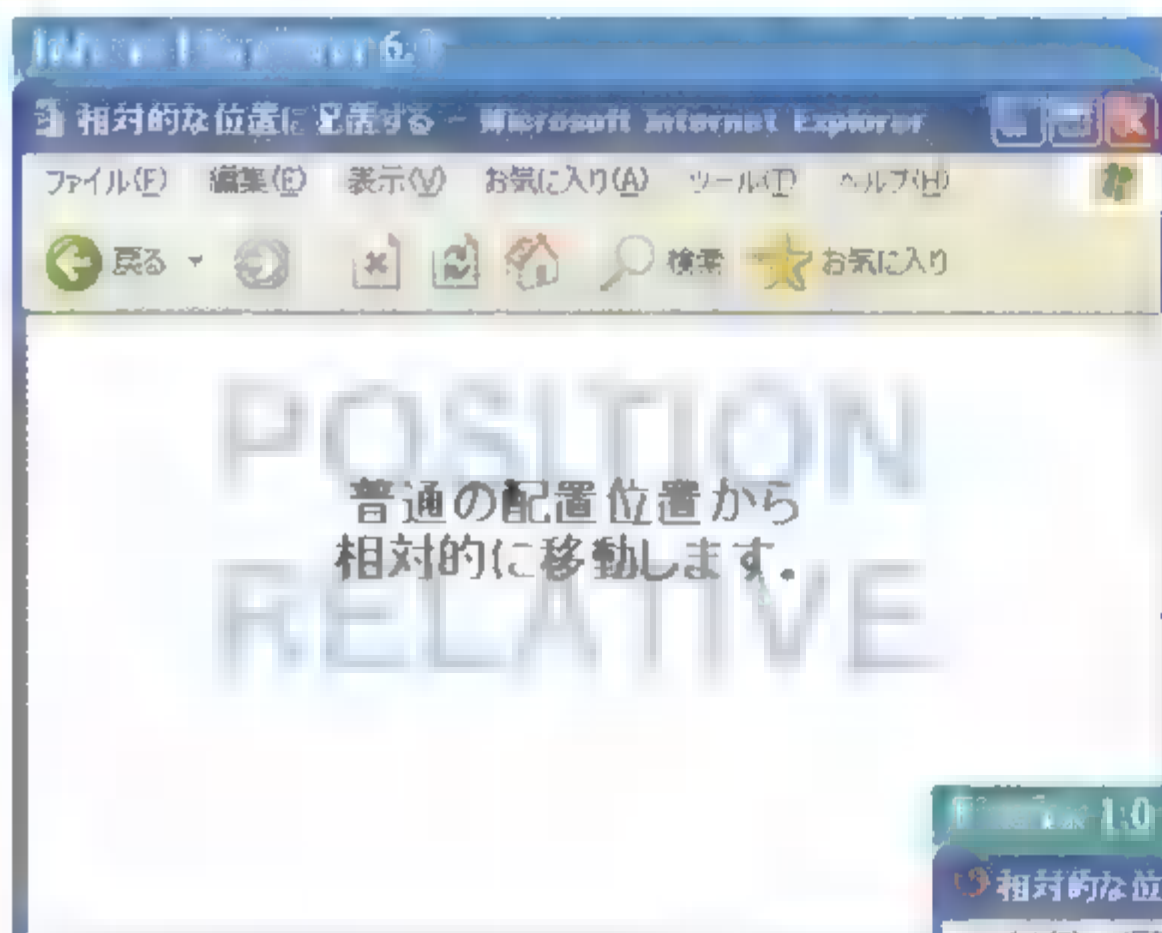 6.
相対的な位置に配置する - Microsoft Internet Explorer
ファイル(F) 編集(E) 表示(V) お気に入り(A) ツール(T) ヘルプ(H)
戻る 検索 お気に入り
POSITION
普通の配置位置から
相対的に移動します.
RELATIVE
1.0
相対的な位